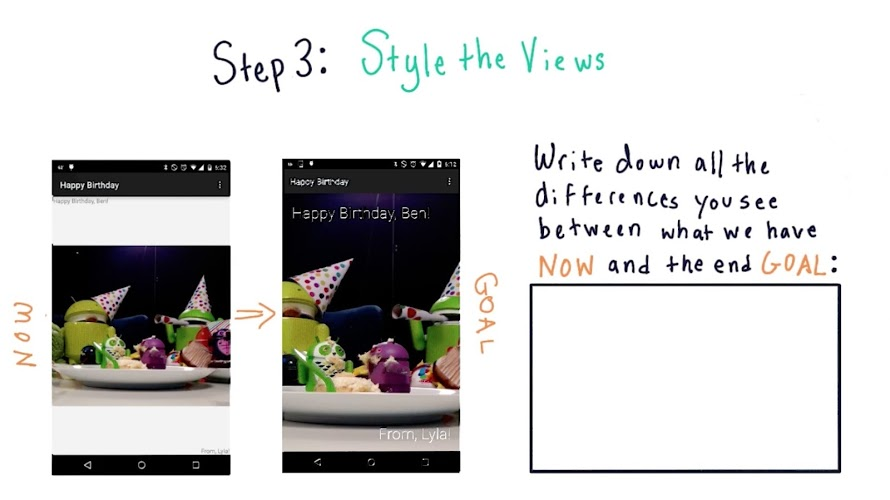 Step 3: Style the Views
Write down all the
differences you see
between what we have
NOW and the end GOAL:
NOW
5:32
Happy Birthday
Happy Birthday, Ben!
From, Lyla!
GOAL
5:12
Happy Birthday
Happy Birthday, Ben!
From, Lyla!